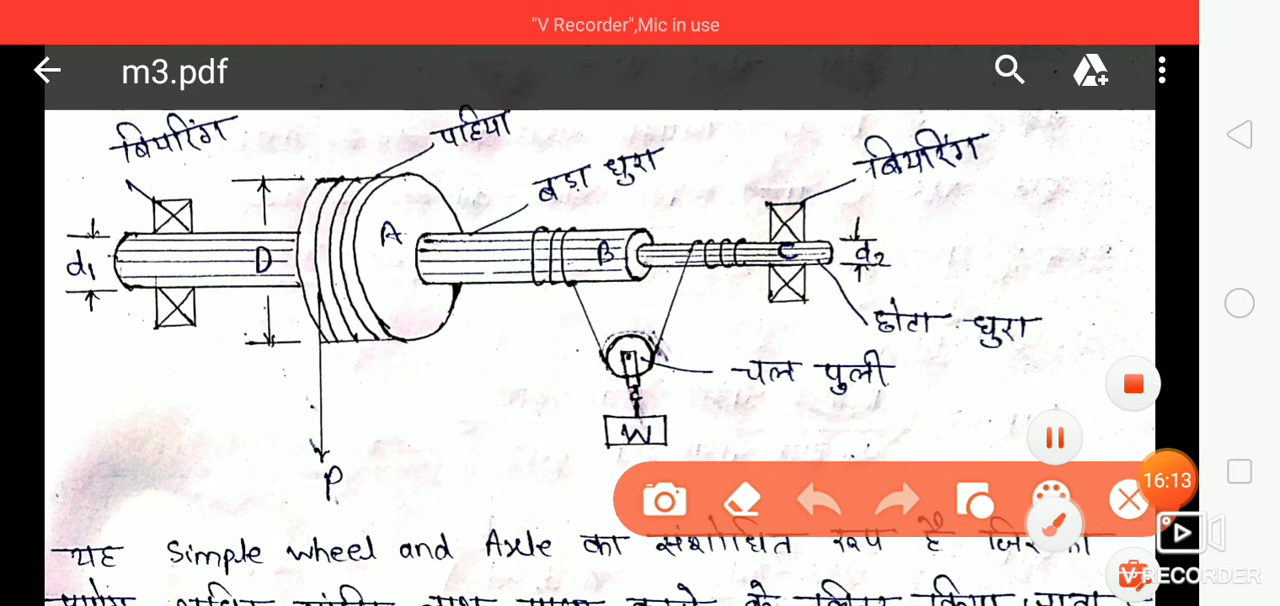 "V Recorder",Mic in use
m3.pdf
बियरिंग
पहिया
बड़ा धुरा
बियरिंग
d1
D
A
B
C
d2
छोटा धुरा
चल पुली
W
P
16:13
यह Simple wheel and Axle का संशोधित रूप है
V RECORDER